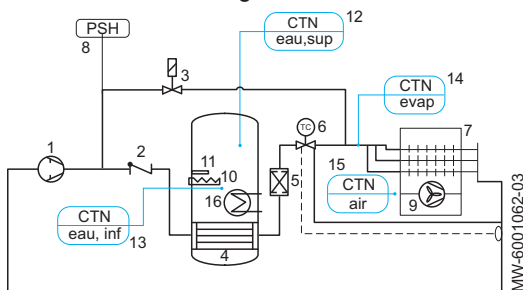 PSH
8
3
CTN
eau,sup
12
TC
6
CTN
evap
14
7
1
2
11
10
5
15
CTN
air
9
CTN
eau, inf
13
16
4
MW-6001062-03